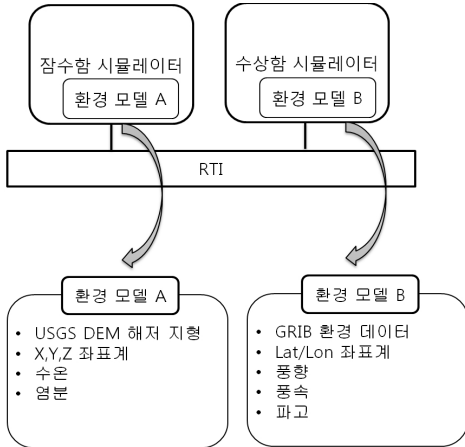 잠수함 시뮬레이터
환경 모델 A
수상함 시뮬레이터
환경 모델 B
RTI
환경 모델 A
• USGS DEM 해저 지형
• X,Y,Z 좌표계
• 수온
• 염분
환경 모델 B
• GRIB 환경 데이터
• Lat/Lon 좌표계
• 풍향
• 풍속
• 파고